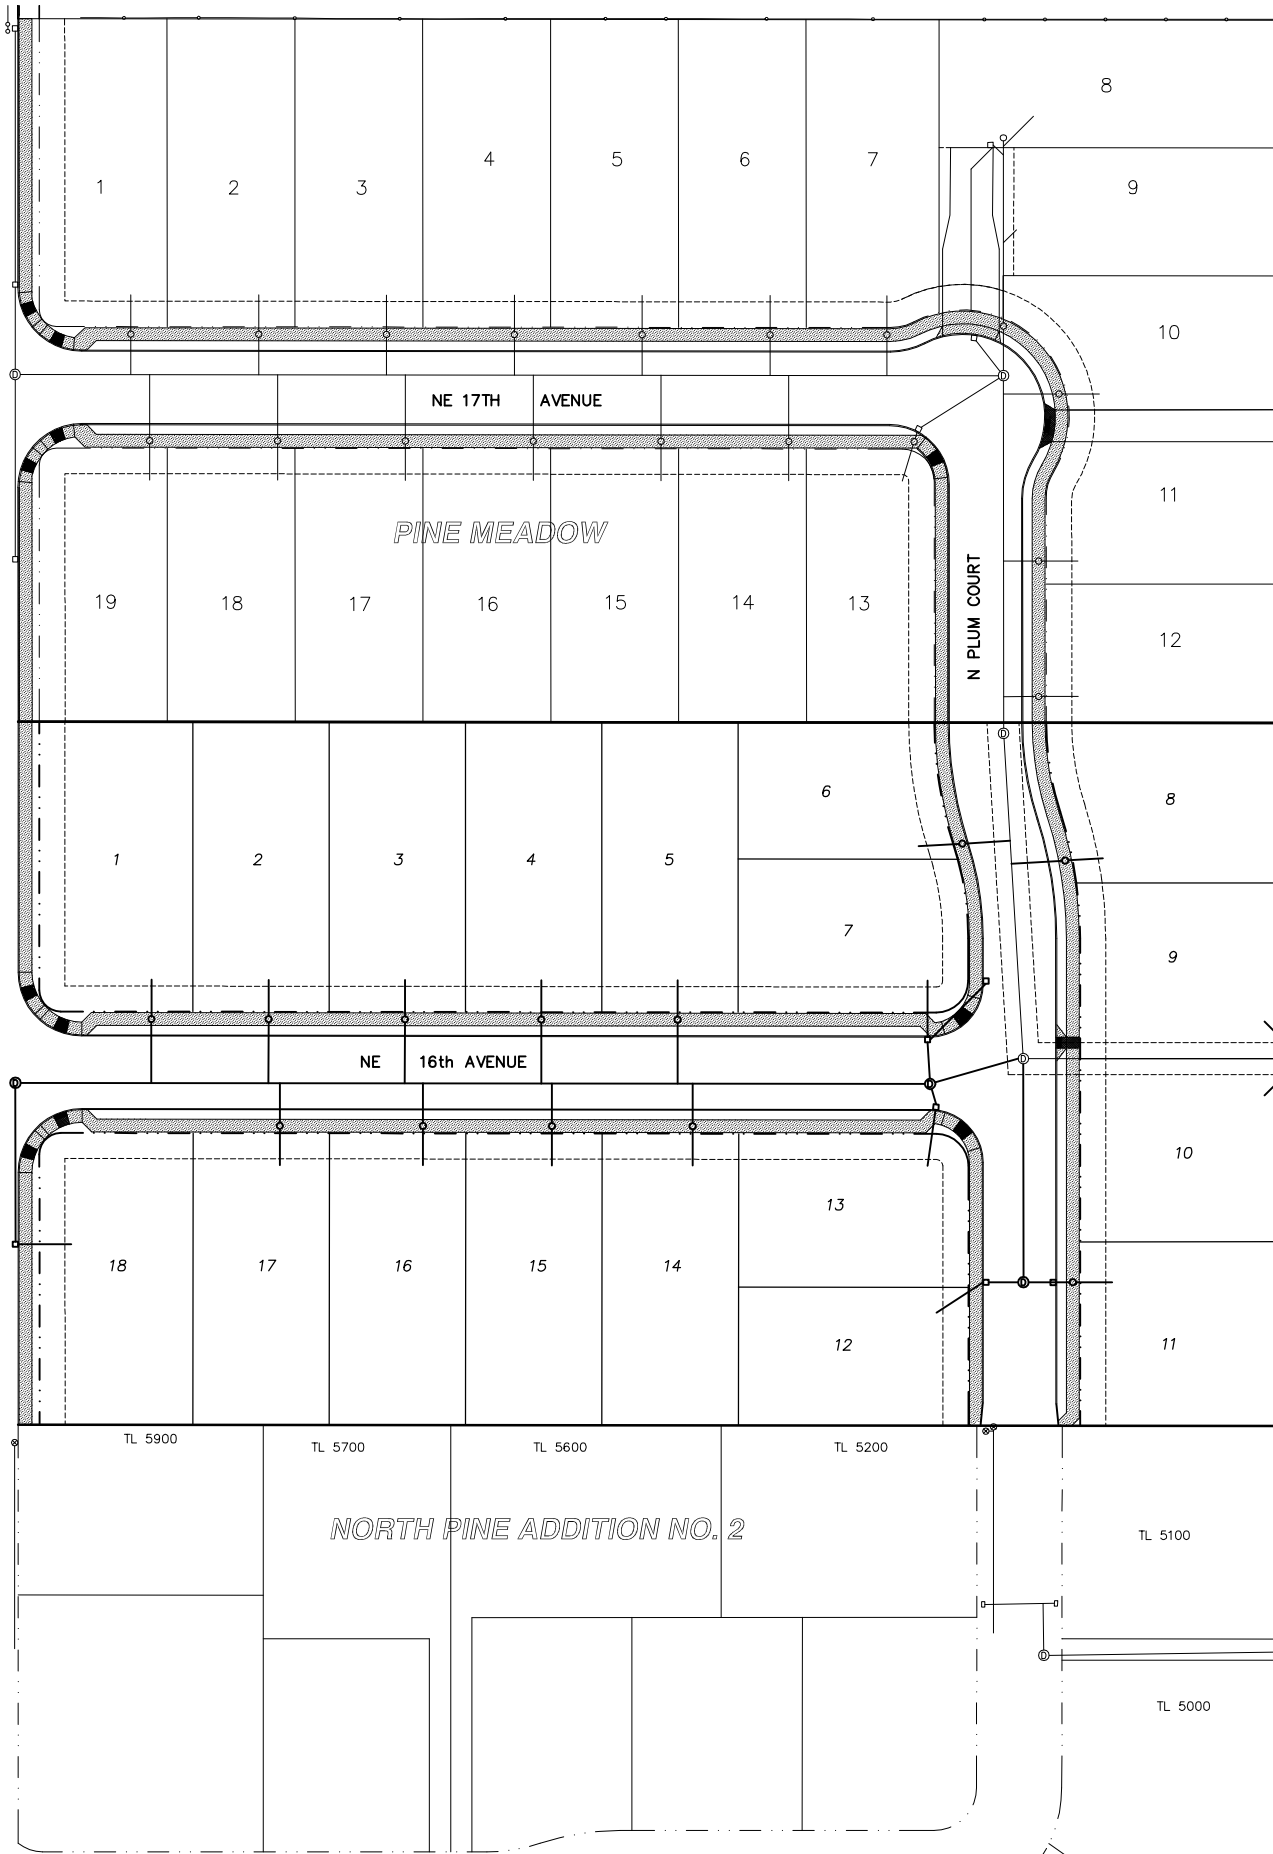 8
4 5 6 7
1 2 3 9
10
NE 17TH AVENUE
11
PINE MEADOW
N PLUM COURT
19 18 17 16 15 14 13
12
6
8
1 2 3 4 5
7
9
NE 16th AVENUE
10
13
18 17 16 15 14
12
11
TL 5900
TL 5700 TL 5600 TL 5200
NORTH PINE ADDITION NO. 2
TL 5100
TL 5000
D
D
D
D
D
D
D
D